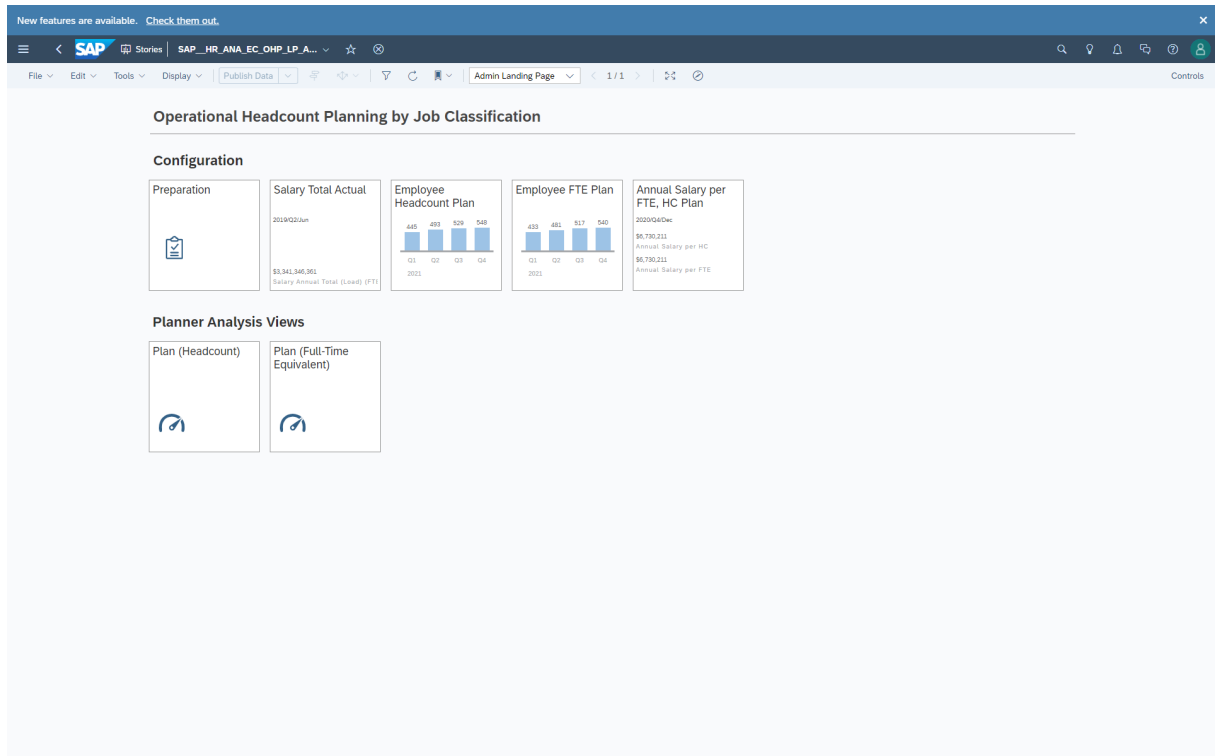 New features are available. Check them out.
SAP Stories SAP__HR_ANA_EC_OHP_LP_A...
File Edit Tools Display Publish Data Admin Landing Page 1 / 1 Controls
Operational Headcount Planning by Job Classification
Configuration
Preparation
Salary Total Actual
2019/Q2/Jun
$3,341,346,361
Salary Annual Total (Load) (FTE
Employee
Headcount Plan
445 493 529 548
Q1 Q2 Q3 Q4
2021
Employee FTE Plan
433 481 517 540
Q1 Q2 Q3 Q4
2021
Annual Salary per
FTE, HC Plan
2020/Q4/Dec
$6,730,211
Annual Salary per HC
$6,730,211
Annual Salary per FTE
Planner Analysis Views
Plan (Headcount)
Plan (Full-Time
Equivalent)